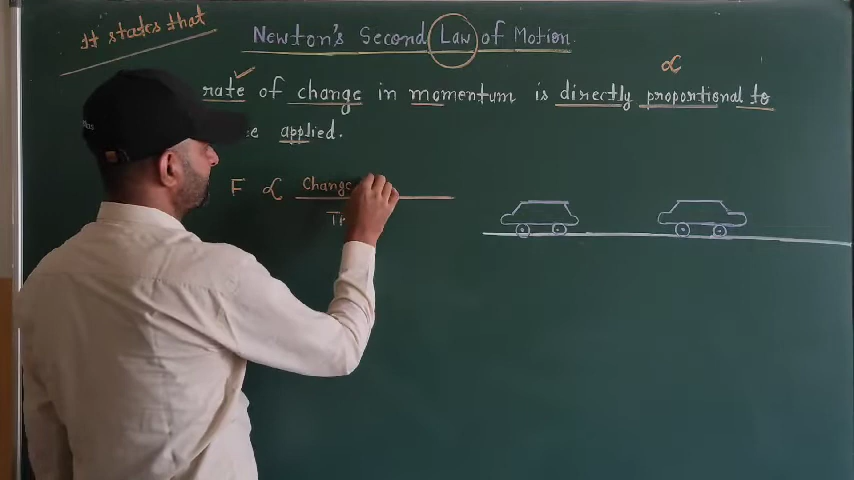 It states that
Newton's Second Law of Motion
rate of change in momentum is directly proportional to
applied.
∝
F ∝ Change